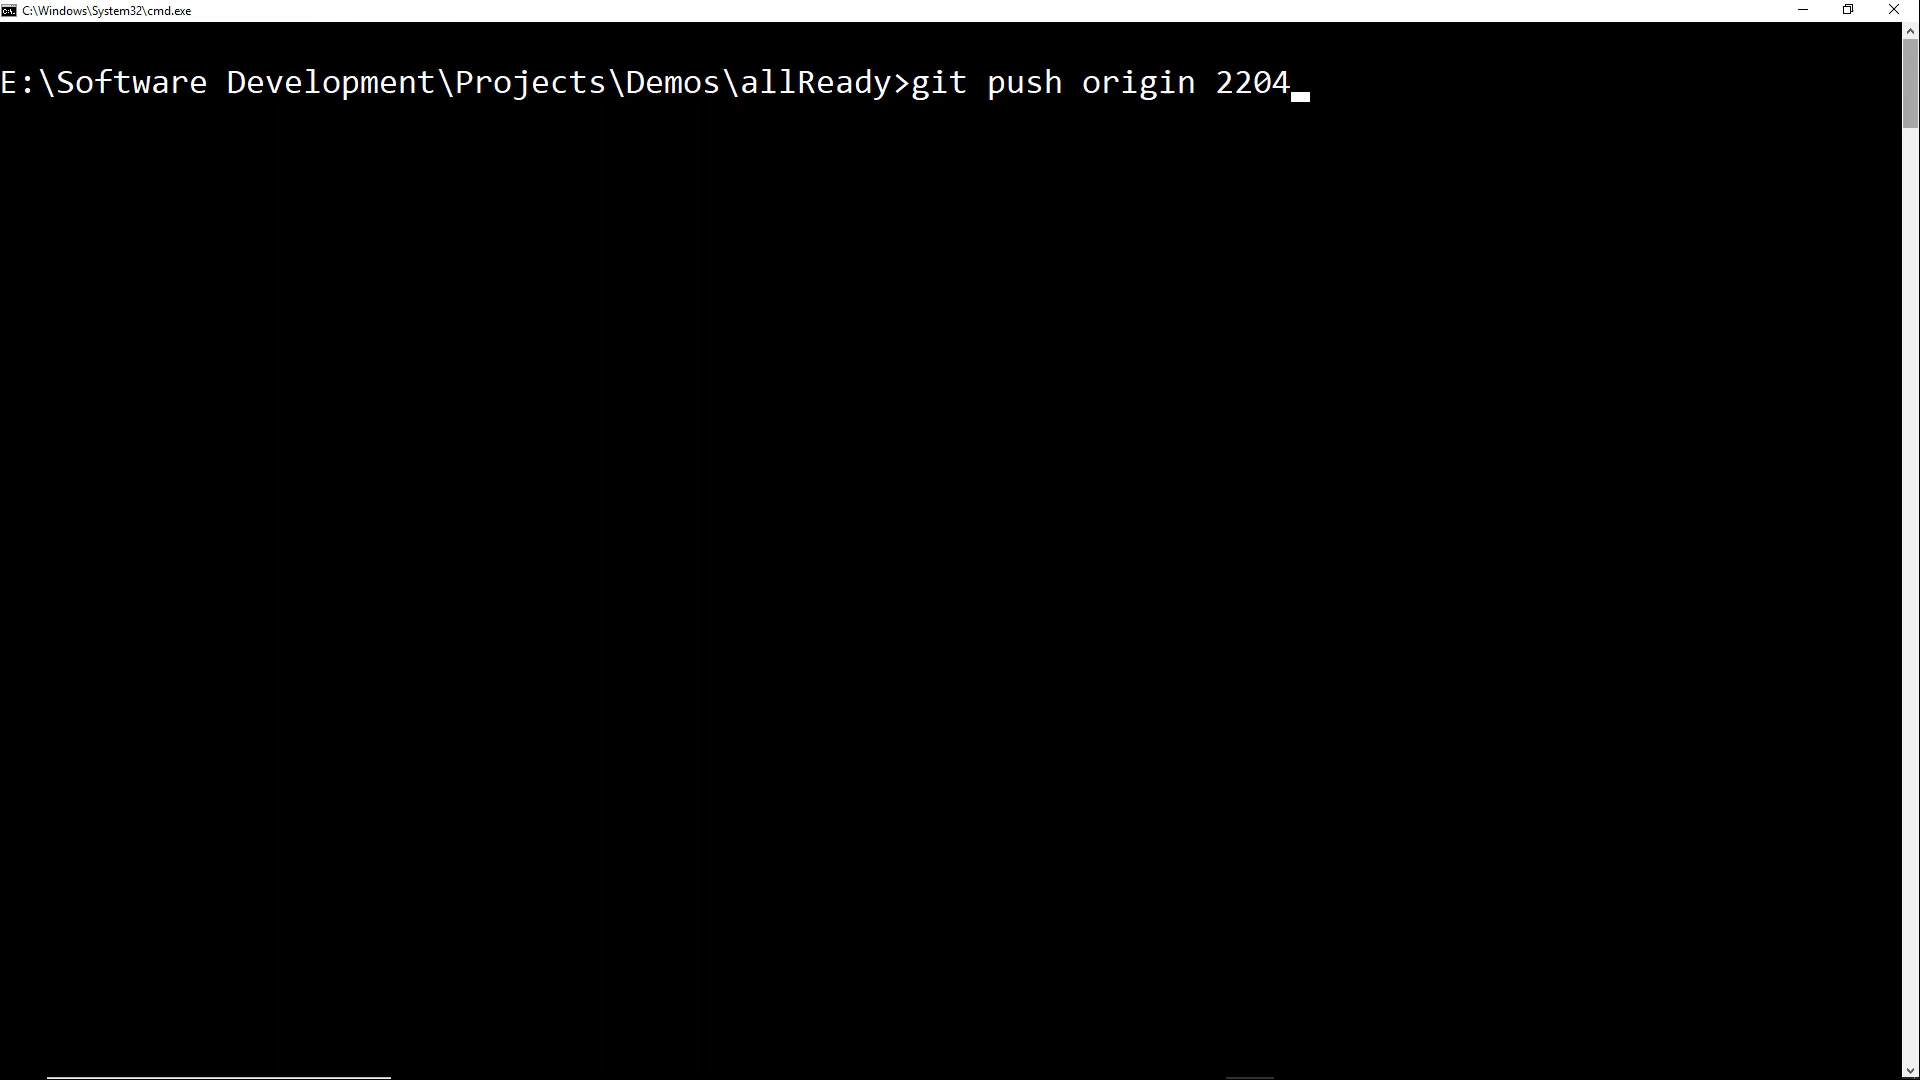 C:\Windows\System32\cmd.exe
E:\Software Development\Projects\Demos\allReady>git push origin 2204